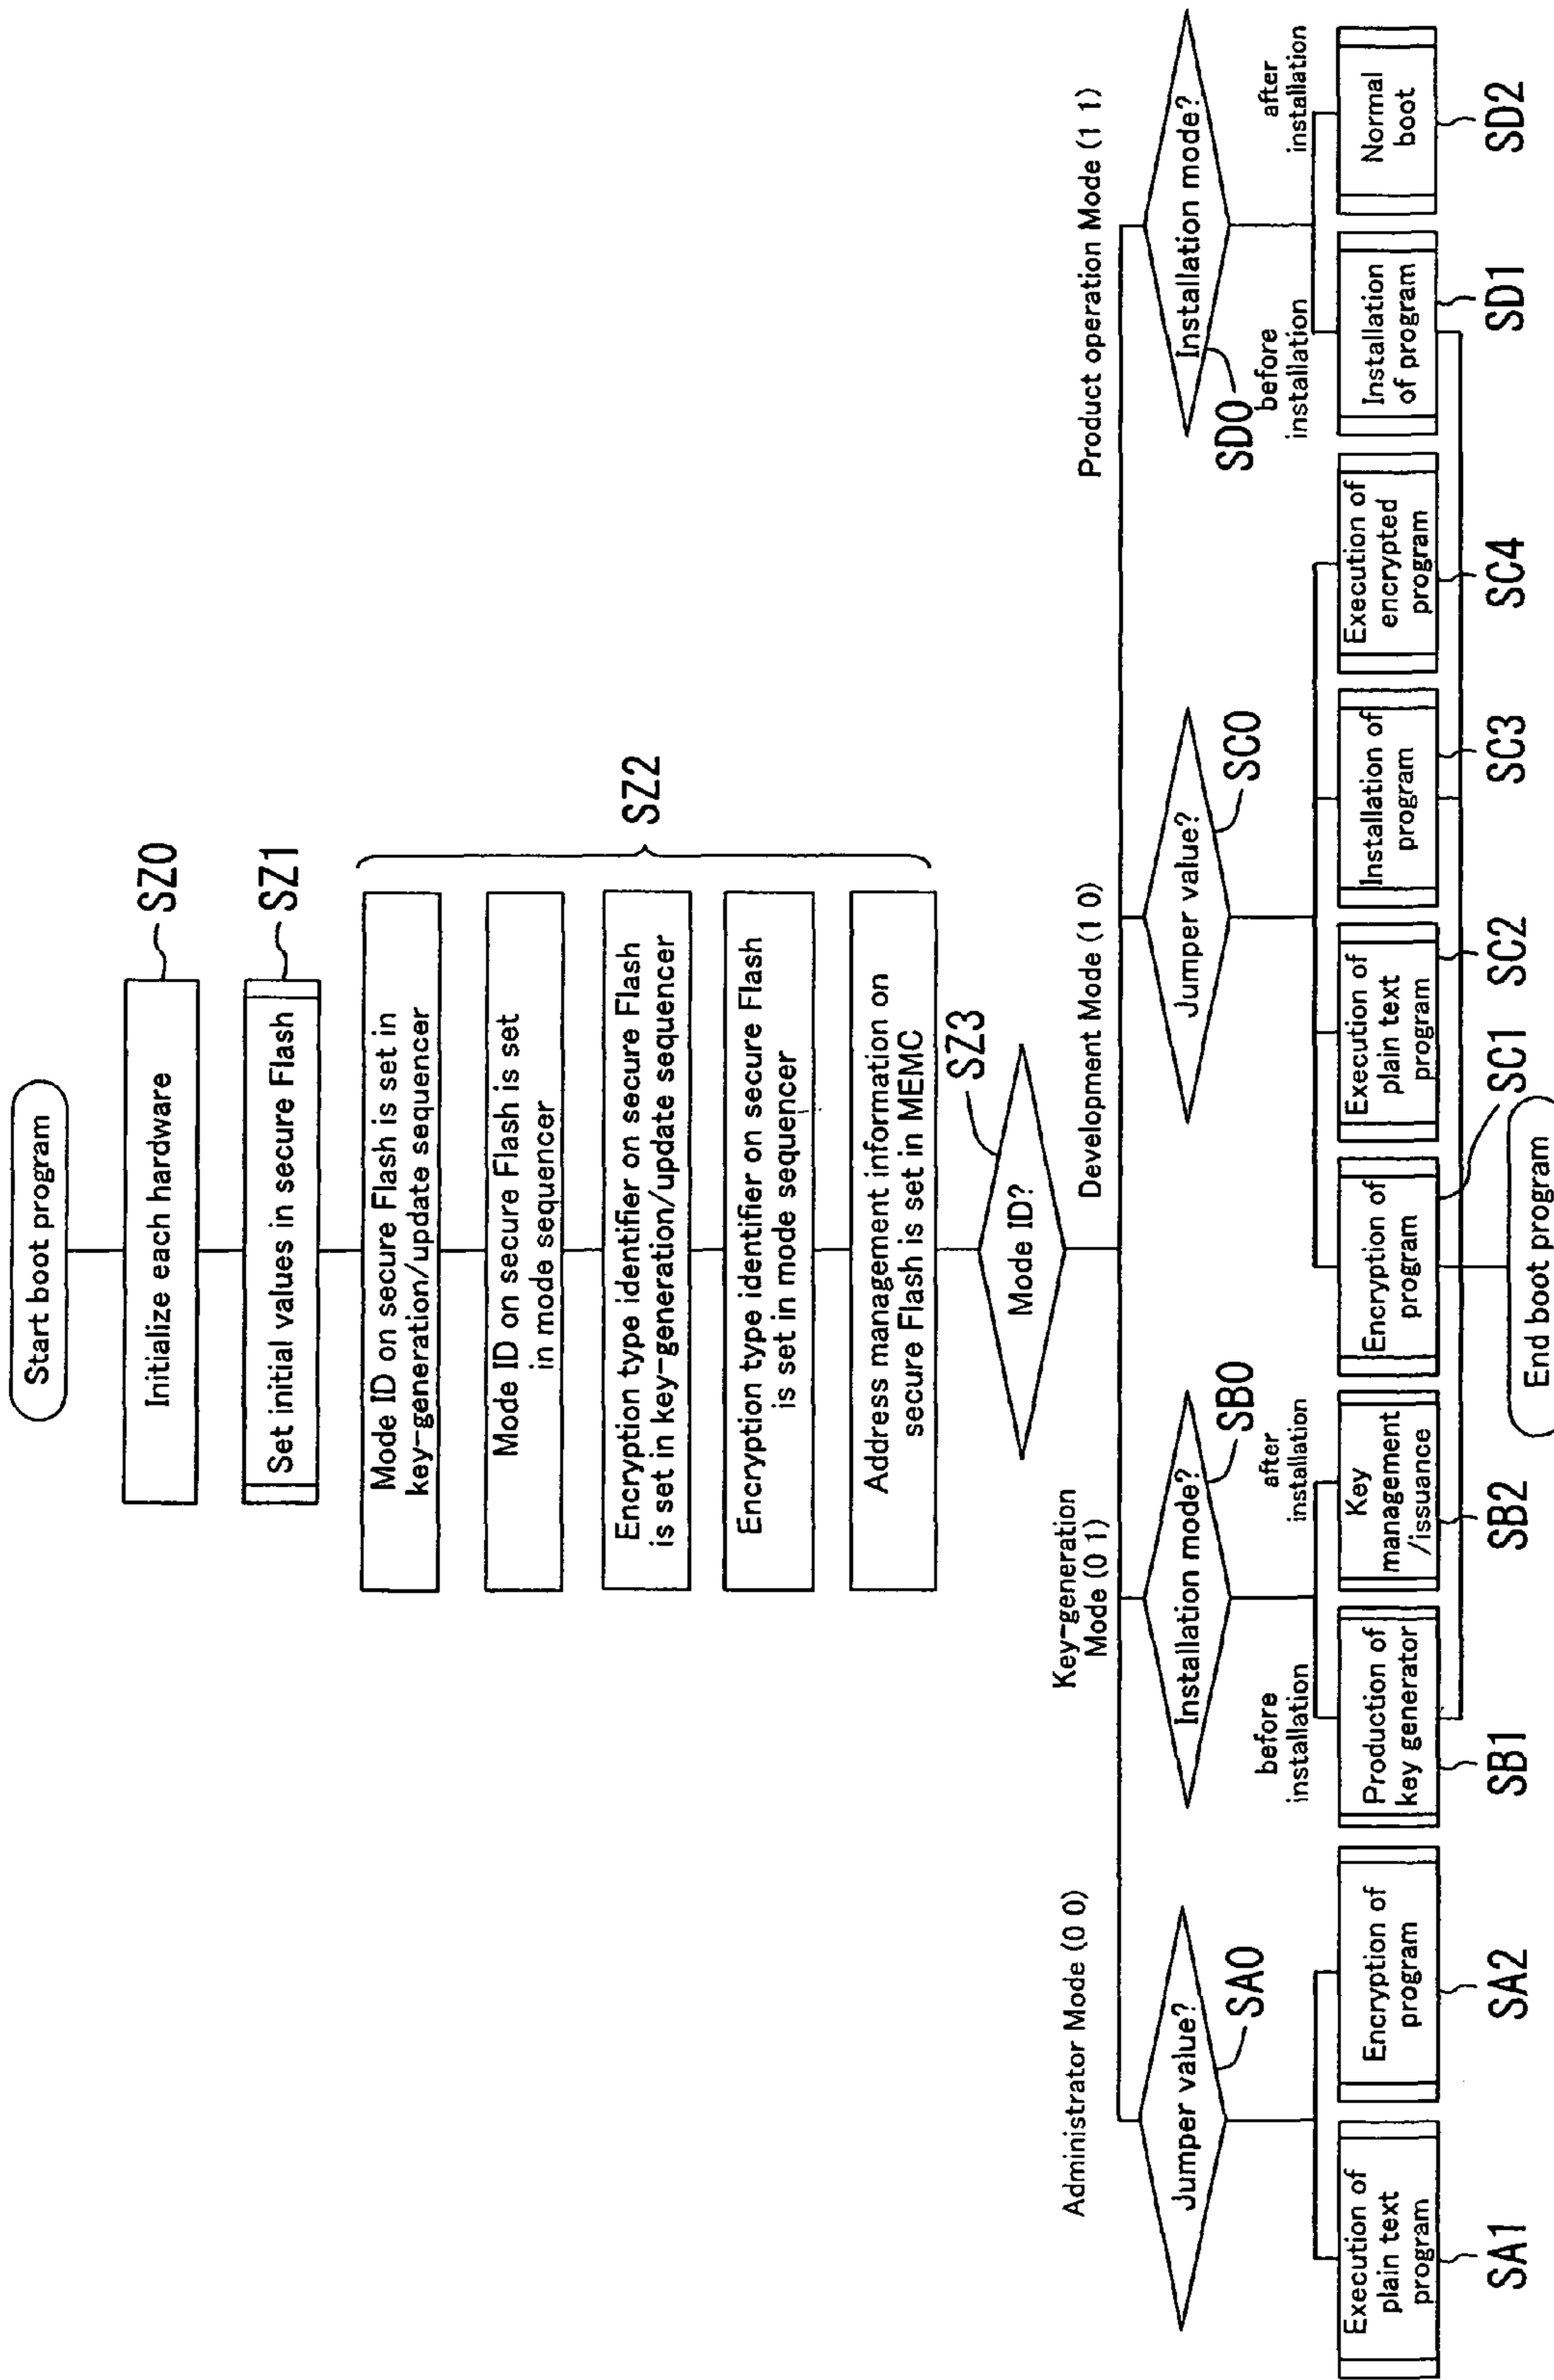 Start boot program
Initialize each hardware
SZ0
Set initial values in secure Flash
SZ1
Mode ID on secure Flash is set in
key-generation/update sequencer
Mode ID on secure Flash is set
in mode sequencer
Encryption type identifier on secure Flash
is set in key-generation/update sequencer
Encryption type identifier on secure Flash
is set in mode sequencer
Address management information on
secure Flash is set in MEMC
SZ2
Mode ID?
SZ3
Administrator Mode (0 0)
Key-generation
Mode (0 1)
Development Mode (1 0)
Product operation Mode (1 1)
Jumper value?
SA0
Installation mode?
SB0
Jumper value?
SC0
Installation mode?
SD0
before
installation
after
installation
before
installation
after
installation
Execution of
plain text
program
Encryption of
program
Production of
key generator
Key
management
/issuance
Encryption of
program
Execution of
plain text
program
Installation of
program
Execution of
encrypted
program
Installation
of program
Normal
boot
SA1
SA2
SB1
SB2
SC1
SC2
SC3
SC4
SD1
SD2
End boot program